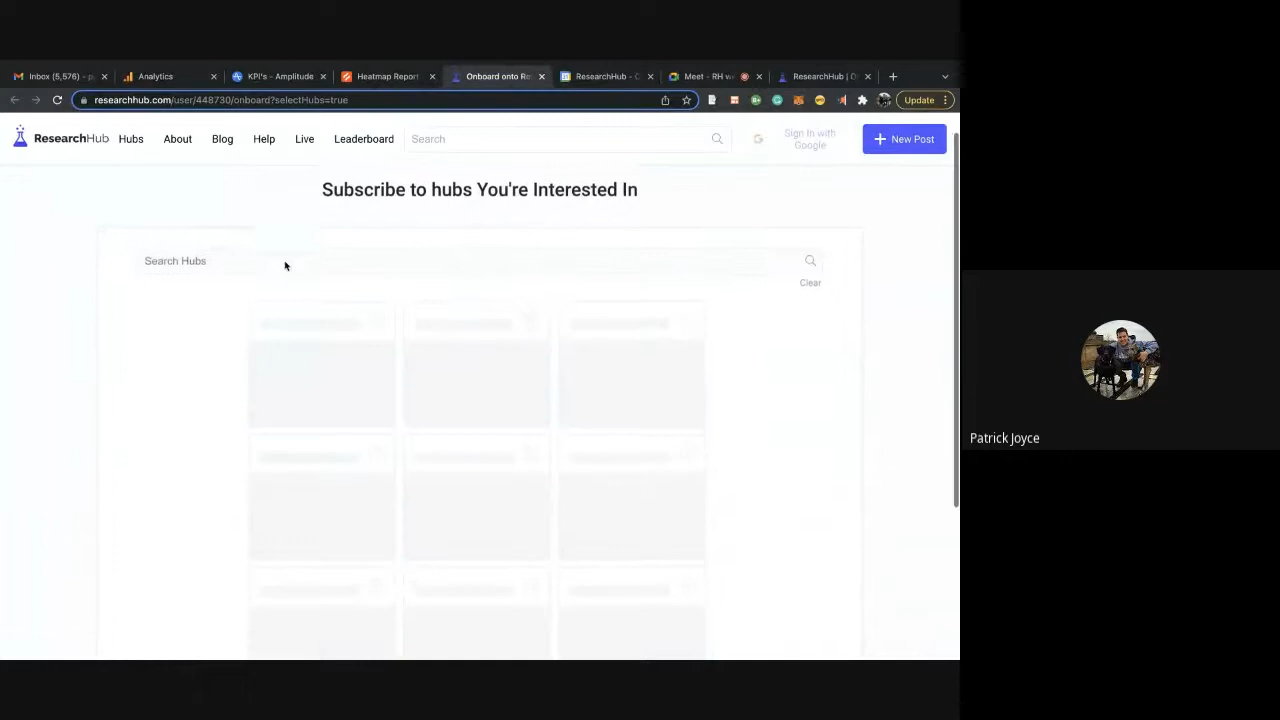 Inbox (5,576) - p
Analytics
KPI's - Amplitude
Heatmap Report
Onboard onto Re
ResearchHub - C
Meet - RH w
ResearchHub | O
researchhub.com/user/448730/onboard?selectHubs=true
Update
ResearchHub
Hubs
About
Blog
Help
Live
Leaderboard
Search
Sign In with
Google
New Post
Subscribe to hubs You're Interested In
Search Hubs
Clear
Patrick Joyce